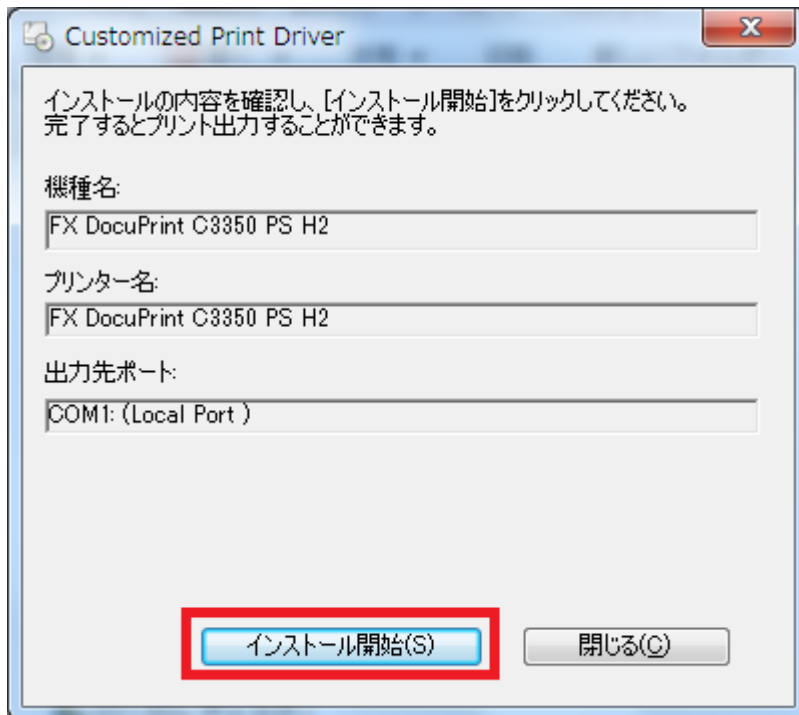 Customized Print Driver
インストールの内容を確認し、[インストール開始]をクリックしてください。
完了するとプリント出力することができます。
機種名:
FX DocuPrint C3350 PS H2
プリンター名:
FX DocuPrint C3350 PS H2
出力先ポート:
COM1: (Local Port )
インストール開始(S)
閉じる(C)